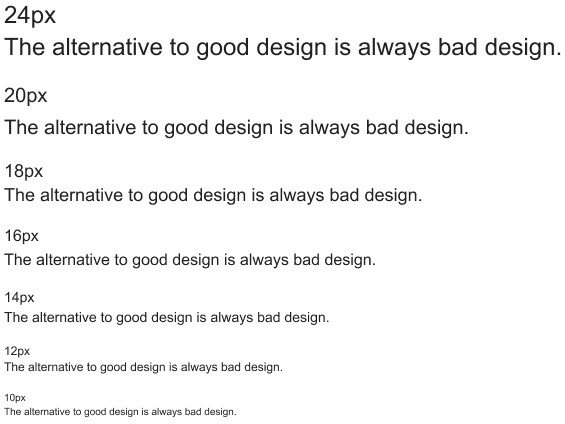 24px
The alternative to good design is always bad design.
20px
The alternative to good design is always bad design.
18px
The alternative to good design is always bad design.
16px
The alternative to good design is always bad design.
14px
The alternative to good design is always bad design.
12px
The alternative to good design is always bad design.
10px
The alternative to good design is always bad design.